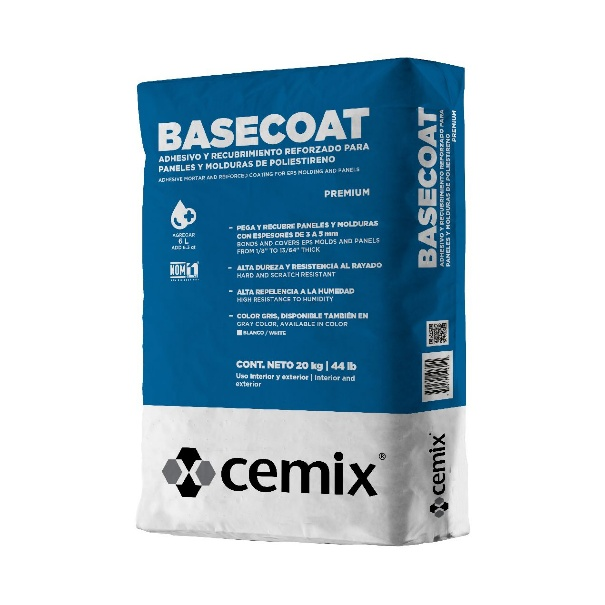 BASECOAT
ADHESIVO Y RECUBRIMIENTO REFORZADO PARA
PANELES Y MOLDURAS DE POLIESTIRENO
ADHESIVE MORTAR AND REINFORCED COATING FOR EPS MOLDING AND PANELS
PREMIUM
AGREGAR
6 L
NOM
- PEGA Y RECUBRE PANELES Y MOLDURAS
CON ESPESORES DE 3 A 5 mm
BONDS AND COVERS EPS MOLDS AND PANELS
FROM 1/8" TO 13/64" THICK
- ALTA DUREZA Y RESISTENCIA AL RAYADO
HARD AND SCRATCH RESISTANT
- ALTA REPELENCIA A LA HUMEDAD
HIGH RESISTANCE TO HUMIDITY
- COLOR GRIS, DISPONIBLE TAMBIÉN EN
GRAY COLOR, AVAILABLE IN COLOR
BLANCO / WHITE
CONT. NETO 20 kg | 44 lb
Uso interior y exterior | Interior and
exterior
cemix®
BASECOAT
ADHESIVO Y RECUBRIMIENTO REFORZADO PARA
PANELES Y MOLDURAS DE POLIESTIRENO
PREMIUM
cemix